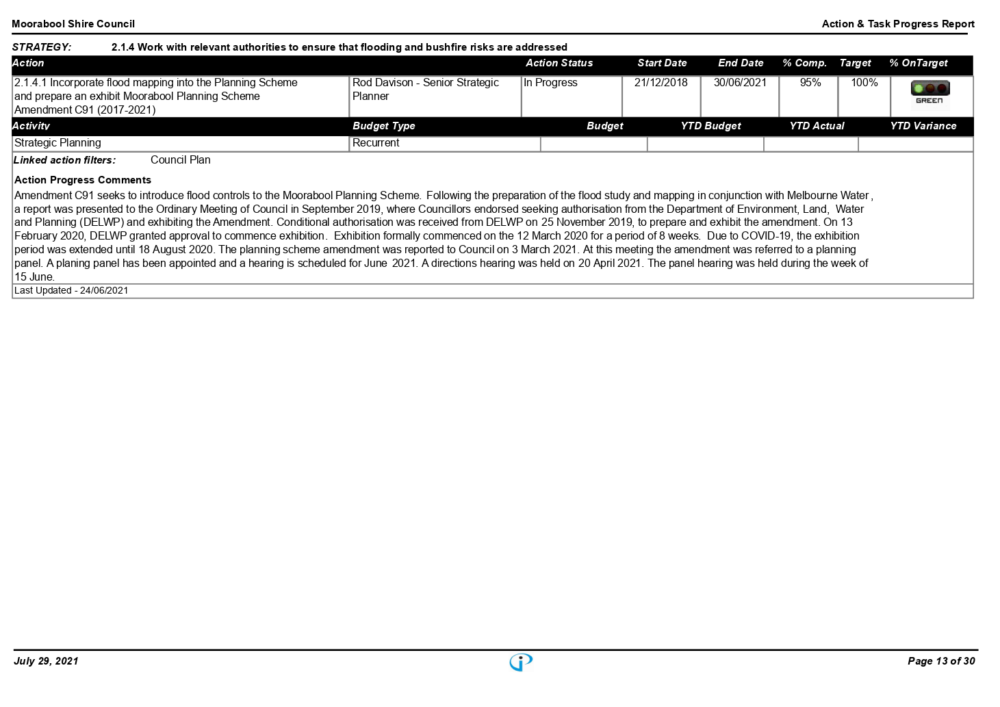 Moorabool Shire Council Action & Task Progress Report
STRATEGY: 2.1.4 Work with relevant authorities to ensure that flooding and bushfire risks are addressed
Action Action Status Start Date End Date % Comp. Target % OnTarget
2.1.4.1 Incorporate flood mapping into the Planning Scheme Rod Davison - Senior Strategic In Progress 21/12/2018 30/06/2021 95% 100%
and prepare an exhibit Moorabool Planning Scheme Planner GREEN
Amendment C91 (2017-2021)
Activity Budget Type Budget YTD Budget YTD Actual YTD Variance
Strategic Planning Recurrent
Linked action filters: Council Plan
Action Progress Comments
Amendment C91 seeks to introduce flood controls to the Moorabool Planning Scheme. Following the preparation of the flood study and mapping in conjunction with Melbourne Water ,
a report was presented to the Ordinary Meeting of Council in September 2019, where Councillors endorsed seeking authorisation from the Department of Environment, Land, Water
and Planning (DELWP) and exhibiting the Amendment. Conditional authorisation was received from DELWP on 25 November 2019, to prepare and exhibit the amendment. On 13
February 2020, DELWP granted approval to commence exhibition. Exhibition formally commenced on the 12 March 2020 for a period of 8 weeks. Due to COVID-19, the exhibition
period was extended until 18 August 2020. The planning scheme amendment was reported to Council on 3 March 2021. At this meeting the amendment was referred to a planning
panel. A planing panel has been appointed and a hearing is scheduled for June 2021. A directions hearing was held on 20 April 2021. The panel hearing was held during the week of
15 June.
Last Updated - 24/06/2021
July 29, 2021 Page 13 of 30